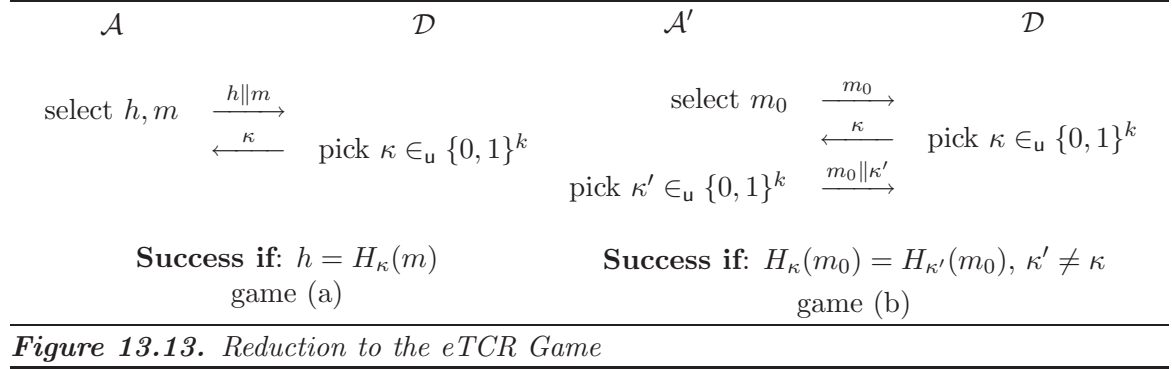 𝒜 𝒟 𝒜′ 𝒟
select h, m h∥m select m₀ m₀
κ pick κ ∈ᵤ {0, 1}ᵏ κ pick κ ∈ᵤ {0, 1}ᵏ
pick κ′ ∈ᵤ {0, 1}ᵏ m₀∥κ′
Success if: h = H_κ(m) Success if: H_κ(m₀) = H_κ′(m₀), κ′ ≠ κ
game (a) game (b)
Figure 13.13. Reduction to the eTCR Game